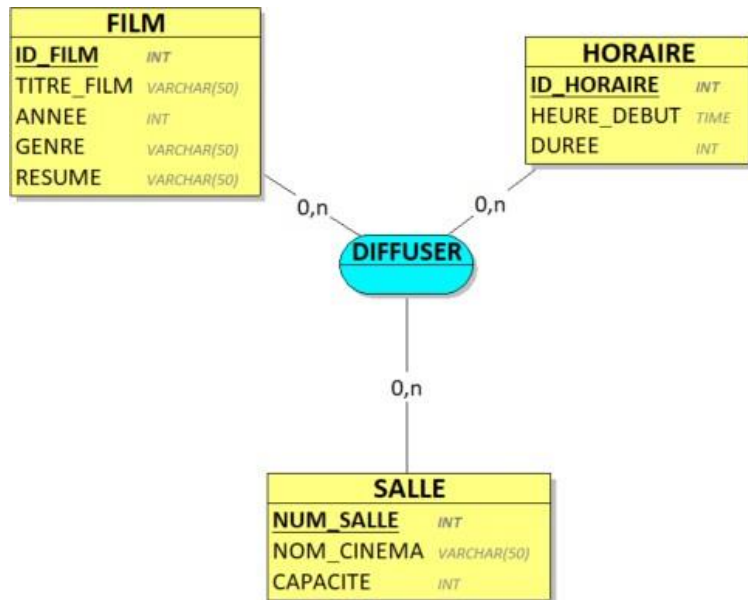 FILM
ID_FILM INT
TITRE_FILM VARCHAR(50)
ANNEE INT
GENRE VARCHAR(50)
RESUME VARCHAR(50)
HORAIRE
ID_HORAIRE INT
HEURE_DEBUT TIME
DUREE INT
0,n
0,n
DIFFUSER
0,n
SALLE
NUM_SALLE INT
NOM_CINEMA VARCHAR(50)
CAPACITE INT